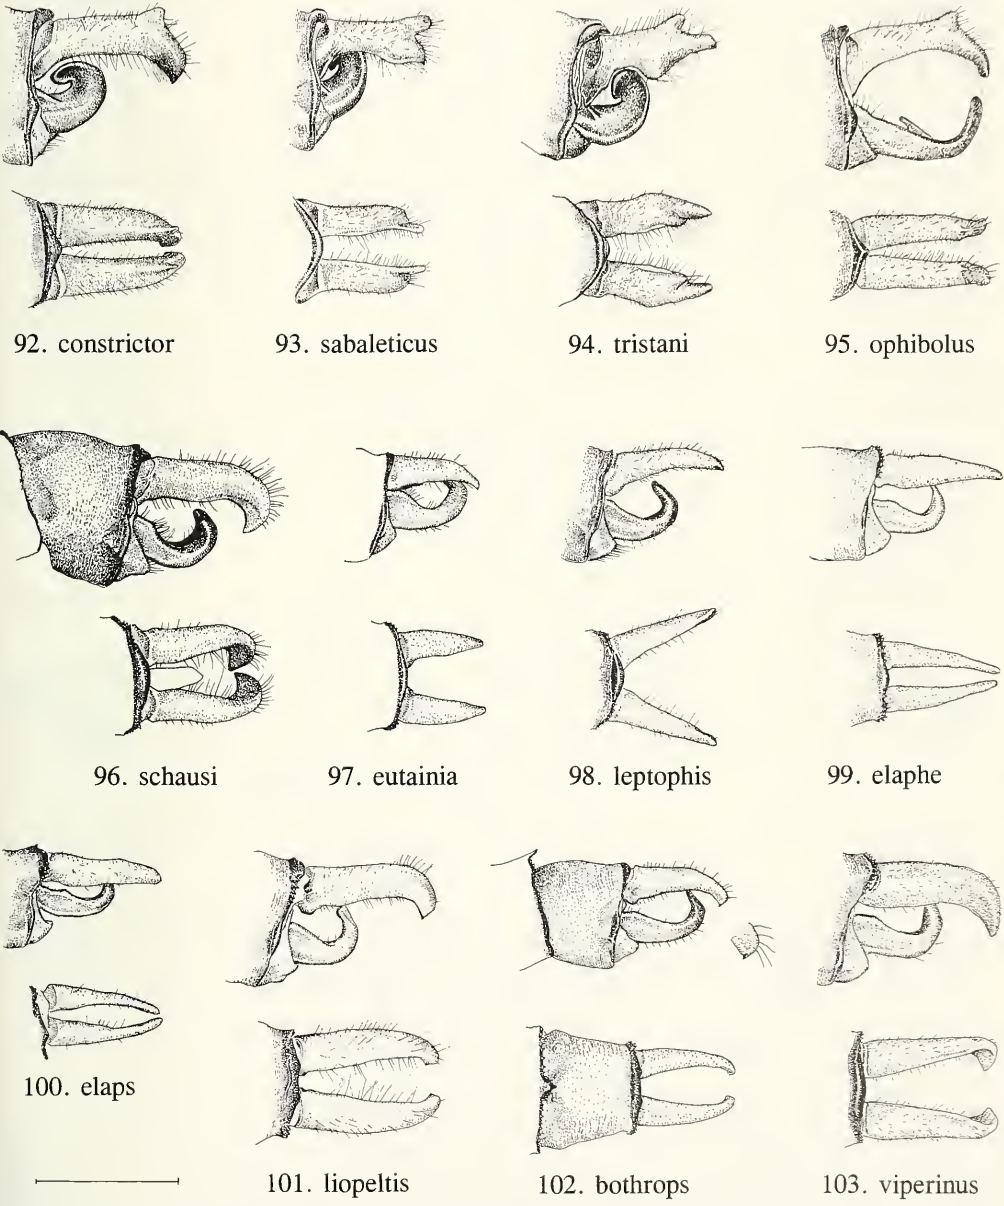 92. constrictor
93. sabaleticus
94. tristani
95. ophibolus
96. schausi
97. eutainia
98. leptophis
99. elaphe
100. elaps
101. liopeltis
102. bothrops
103. viperinus